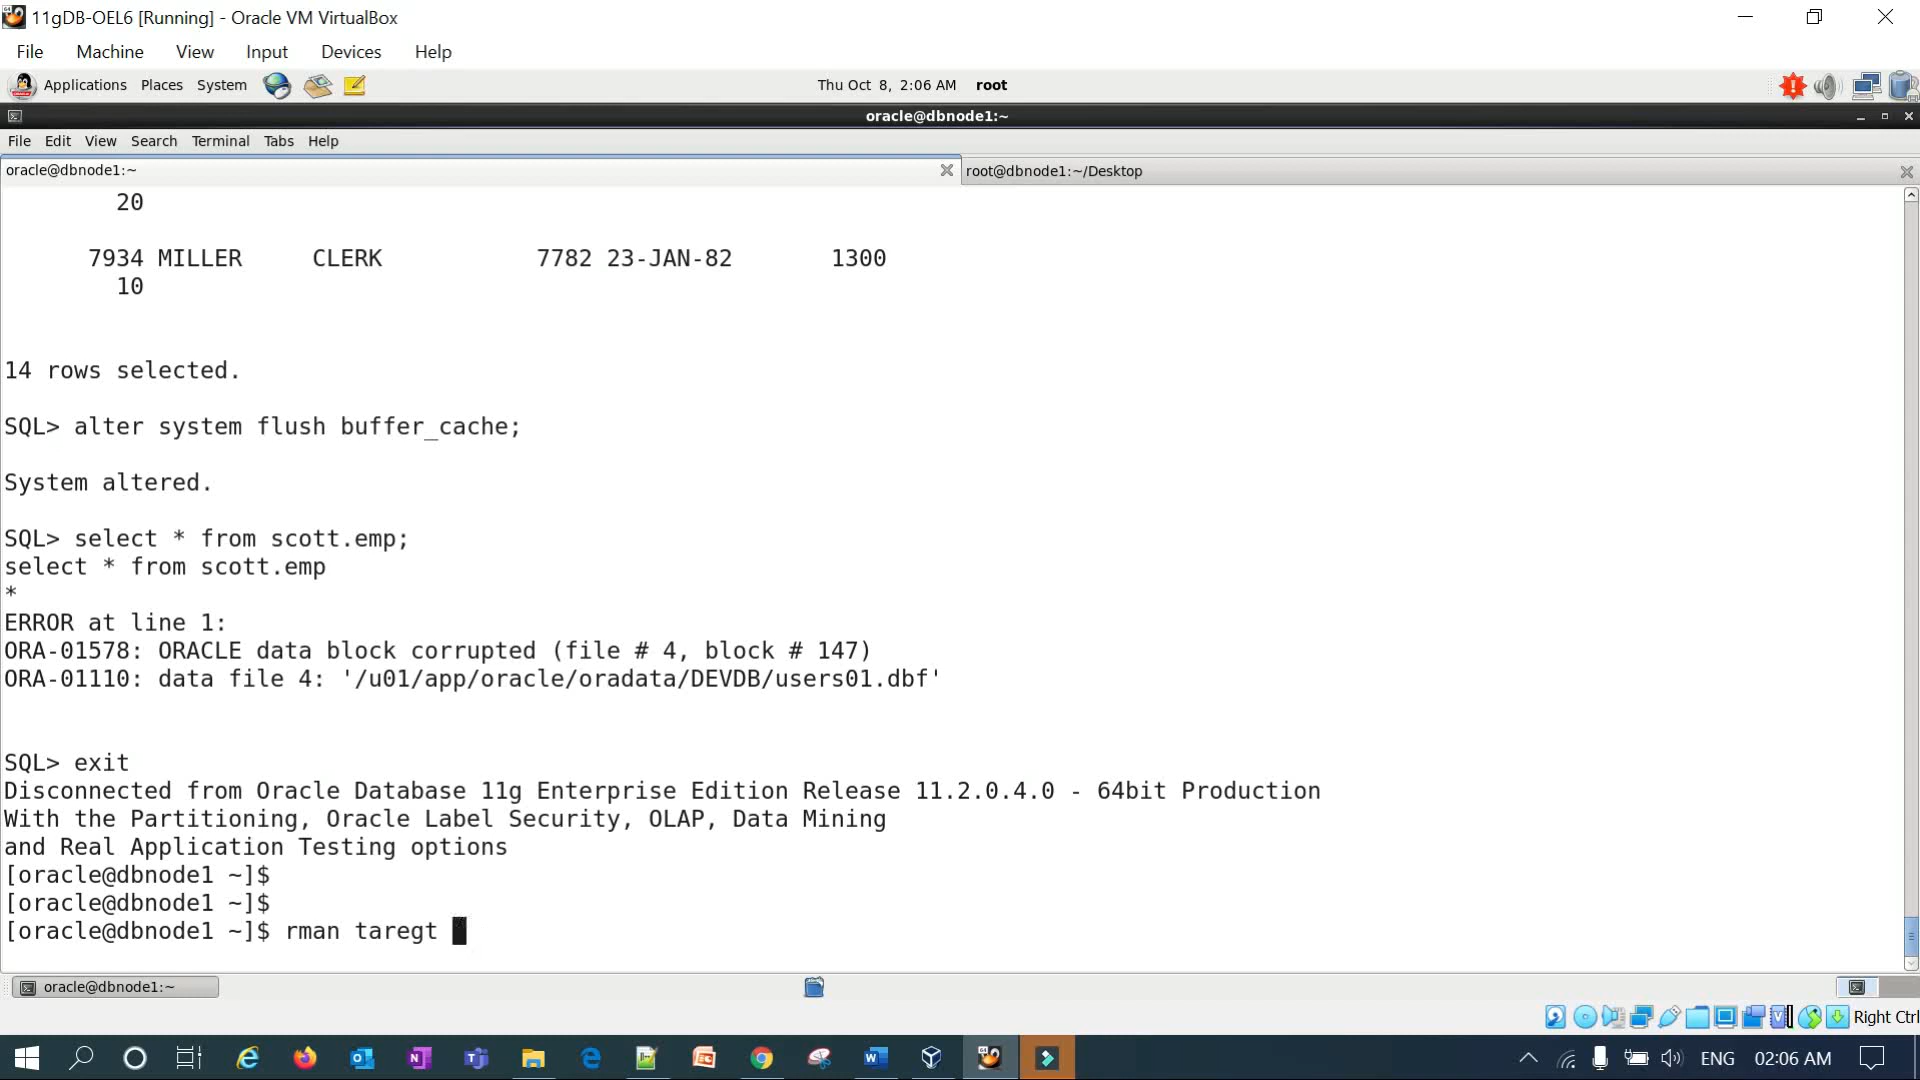 11gDB-OEL6 [Running] - Oracle VM VirtualBox
File Machine View Input Devices Help
Applications Places System Thu Oct 8, 2:06 AM root
oracle@dbnode1:~
File Edit View Search Terminal Tabs Help
oracle@dbnode1:~ root@dbnode1:~/Desktop
20
7934 MILLER CLERK 7782 23-JAN-82 1300
10
14 rows selected.
SQL> alter system flush buffer_cache;
System altered.
SQL> select * from scott.emp;
select * from scott.emp
*
ERROR at line 1:
ORA-01578: ORACLE data block corrupted (file # 4, block # 147)
ORA-01110: data file 4: '/u01/app/oracle/oradata/DEVDB/users01.dbf'
SQL> exit
Disconnected from Oracle Database 11g Enterprise Edition Release 11.2.0.4.0 - 64bit Production
With the Partitioning, Oracle Label Security, OLAP, Data Mining
and Real Application Testing options
[oracle@dbnode1 ~]$
[oracle@dbnode1 ~]$
[oracle@dbnode1 ~]$ rman taregt
oracle@dbnode1:~
Right Ctrl
ENG 02:06 AM